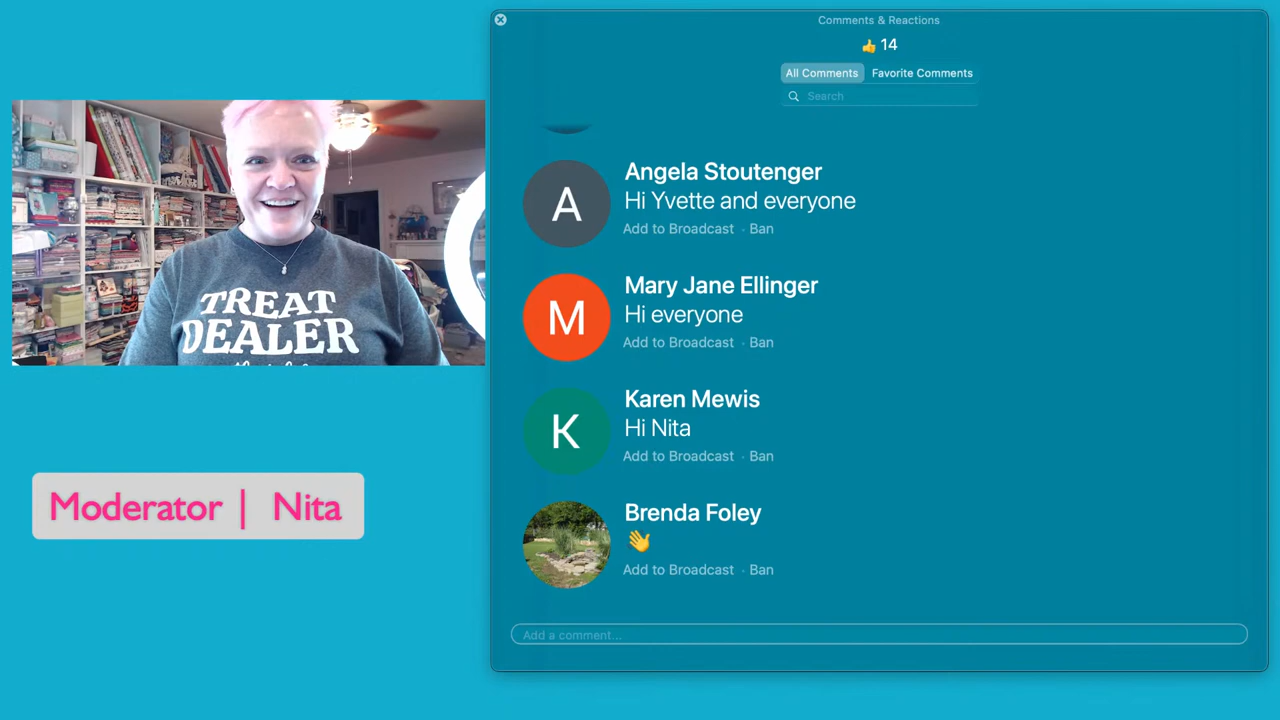 Comments & Reactions
👍 14
All Comments Favorite Comments
Search
A
Angela Stoutenger
Hi Yvette and everyone
Add to Broadcast · Ban
M
Mary Jane Ellinger
Hi everyone
Add to Broadcast · Ban
K
Karen Mewis
Hi Nita
Add to Broadcast · Ban
Brenda Foley
👋
Add to Broadcast · Ban
Add a comment...
TREAT
DEALER
Moderator | Nita